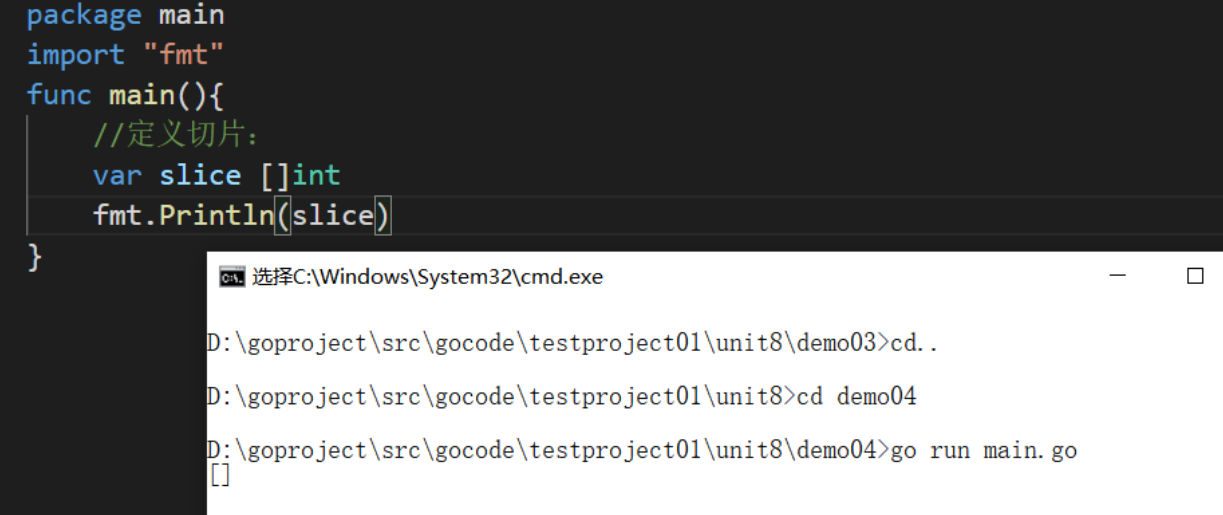 package main
import "fmt"
func main(){
//定义切片：
var slice []int
fmt.Println(slice)
}
选择C:\Windows\System32\cmd.exe
D:\goproject\src\gocode\testproject01\unit8\demo03>cd..
D:\goproject\src\gocode\testproject01\unit8>cd demo04
D:\goproject\src\gocode\testproject01\unit8\demo04>go run main.go
[]